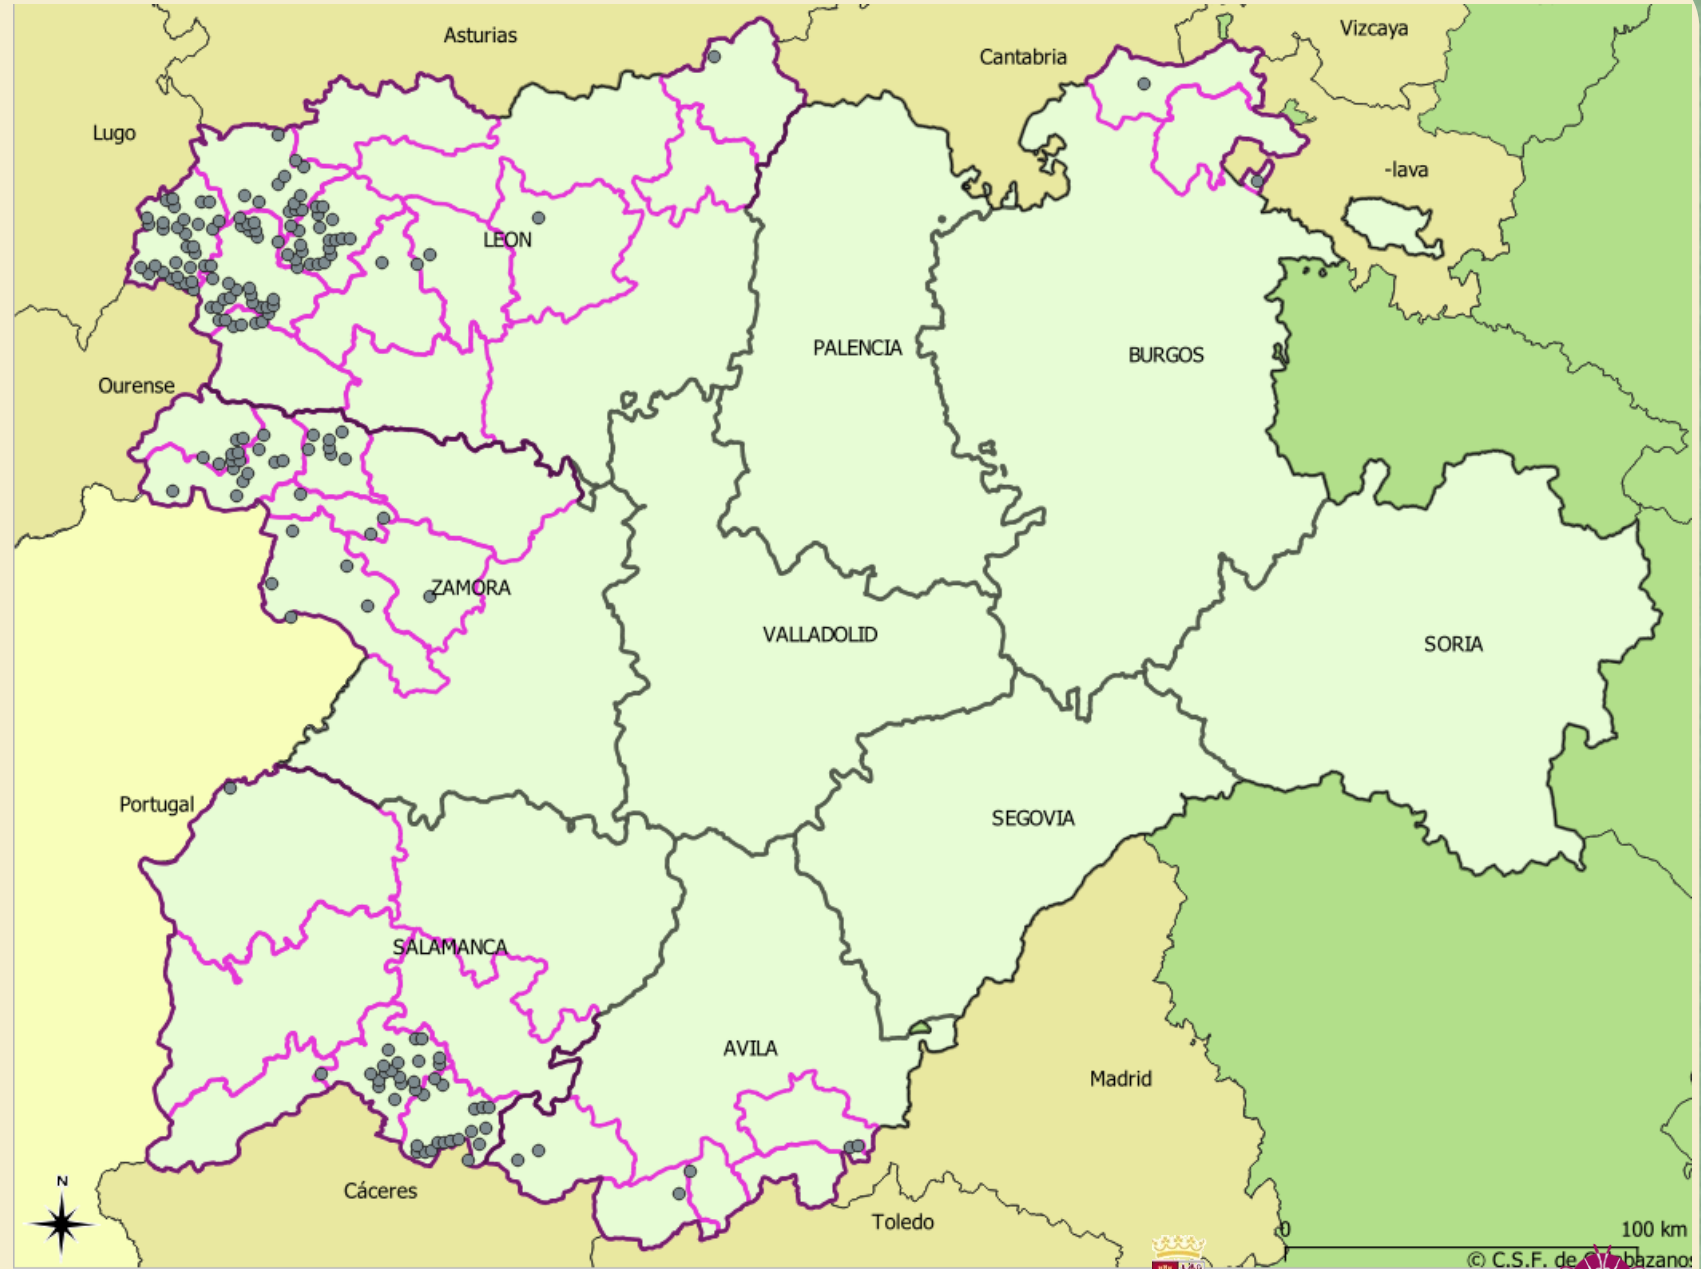 Asturias
Vizcaya
Cantabria
Lugo
-lava
LEON
PALENCIA
BURGOS
Ourense
ZAMORA
VALLADOLID
SORIA
Portugal
SEGOVIA
SALAMANCA
AVILA
Madrid
N
Cáceres
Toledo
0
100 km
© C.S.F. de